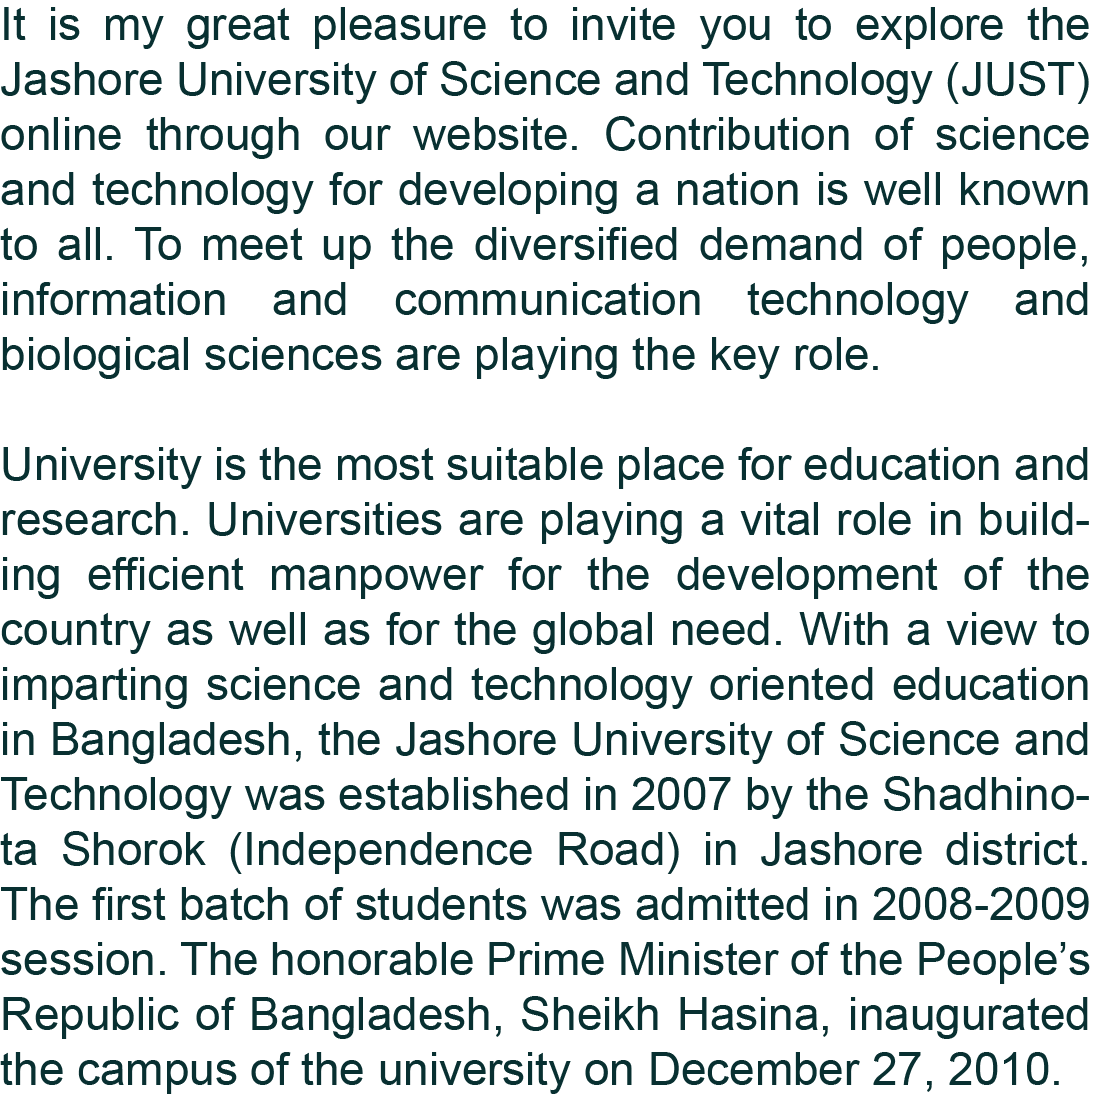 It is my great pleasure to invite you to explore the
Jashore University of Science and Technology (JUST)
online through our website. Contribution of science
and technology for developing a nation is well known
to all. To meet up the diversified demand of people,
information and communication technology and
biological sciences are playing the key role.
University is the most suitable place for education and
research. Universities are playing a vital role in build-
ing efficient manpower for the development of the
country as well as for the global need. With a view to
imparting science and technology oriented education
in Bangladesh, the Jashore University of Science and
Technology was established in 2007 by the Shadhino-
ta Shorok (Independence Road) in Jashore district.
The first batch of students was admitted in 2008-2009
session. The honorable Prime Minister of the People’s
Republic of Bangladesh, Sheikh Hasina, inaugurated
the campus of the university on December 27, 2010.